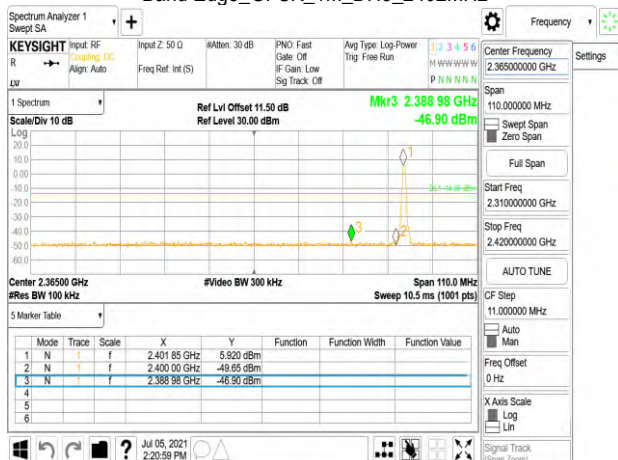 Spectrum Analyzer 1
Swept SA
Frequency
KEYSIGHT
R
Input: RF
Coupling: DC
Align: Auto
Input Z: 50 Ω
Freq Ref: Int (S)
#Atten: 30 dB
PNO: Fast
Gate: Off
IF Gain: Low
Sig Track: Off
Avg Type: Log-Power
Trig: Free Run
1 2 3 4 5 6
M W W W W W
P N N N N N
LXI
1 Spectrum
Scale/Div 10 dB
Log
Ref Lvl Offset 11.50 dB
Ref Level 30.00 dBm
Mkr3 2.388 98 GHz
-46.90 dBm
20.0
10.0
0.00
-10.0
-20.0
-30.0
-40.0
-50.0
-60.0
1
2
3
Center 2.36500 GHz
#Res BW 100 kHz
#Video BW 300 kHz
Span 110.0 MHz
Sweep 10.5 ms (1001 pts)
5 Marker Table
Mode Trace Scale X Y Function Function Width Function Value
1 N 1 f 2.401 85 GHz 5.920 dBm
2 N 1 f 2.400 00 GHz -49.65 dBm
3 N 1 f 2.388 98 GHz -46.90 dBm
4
5
6
Jul 05, 2021
2:20:59 PM
Center Frequency
2.365000000 GHz
Settings
Span
110.000000 MHz
Swept Span
Zero Span
Full Span
Start Freq
2.310000000 GHz
Stop Freq
2.420000000 GHz
AUTO TUNE
CF Step
11.000000 MHz
Auto
Man
Freq Offset
0 Hz
X Axis Scale
Log
Lin
Signal Track
(Span Zoom)